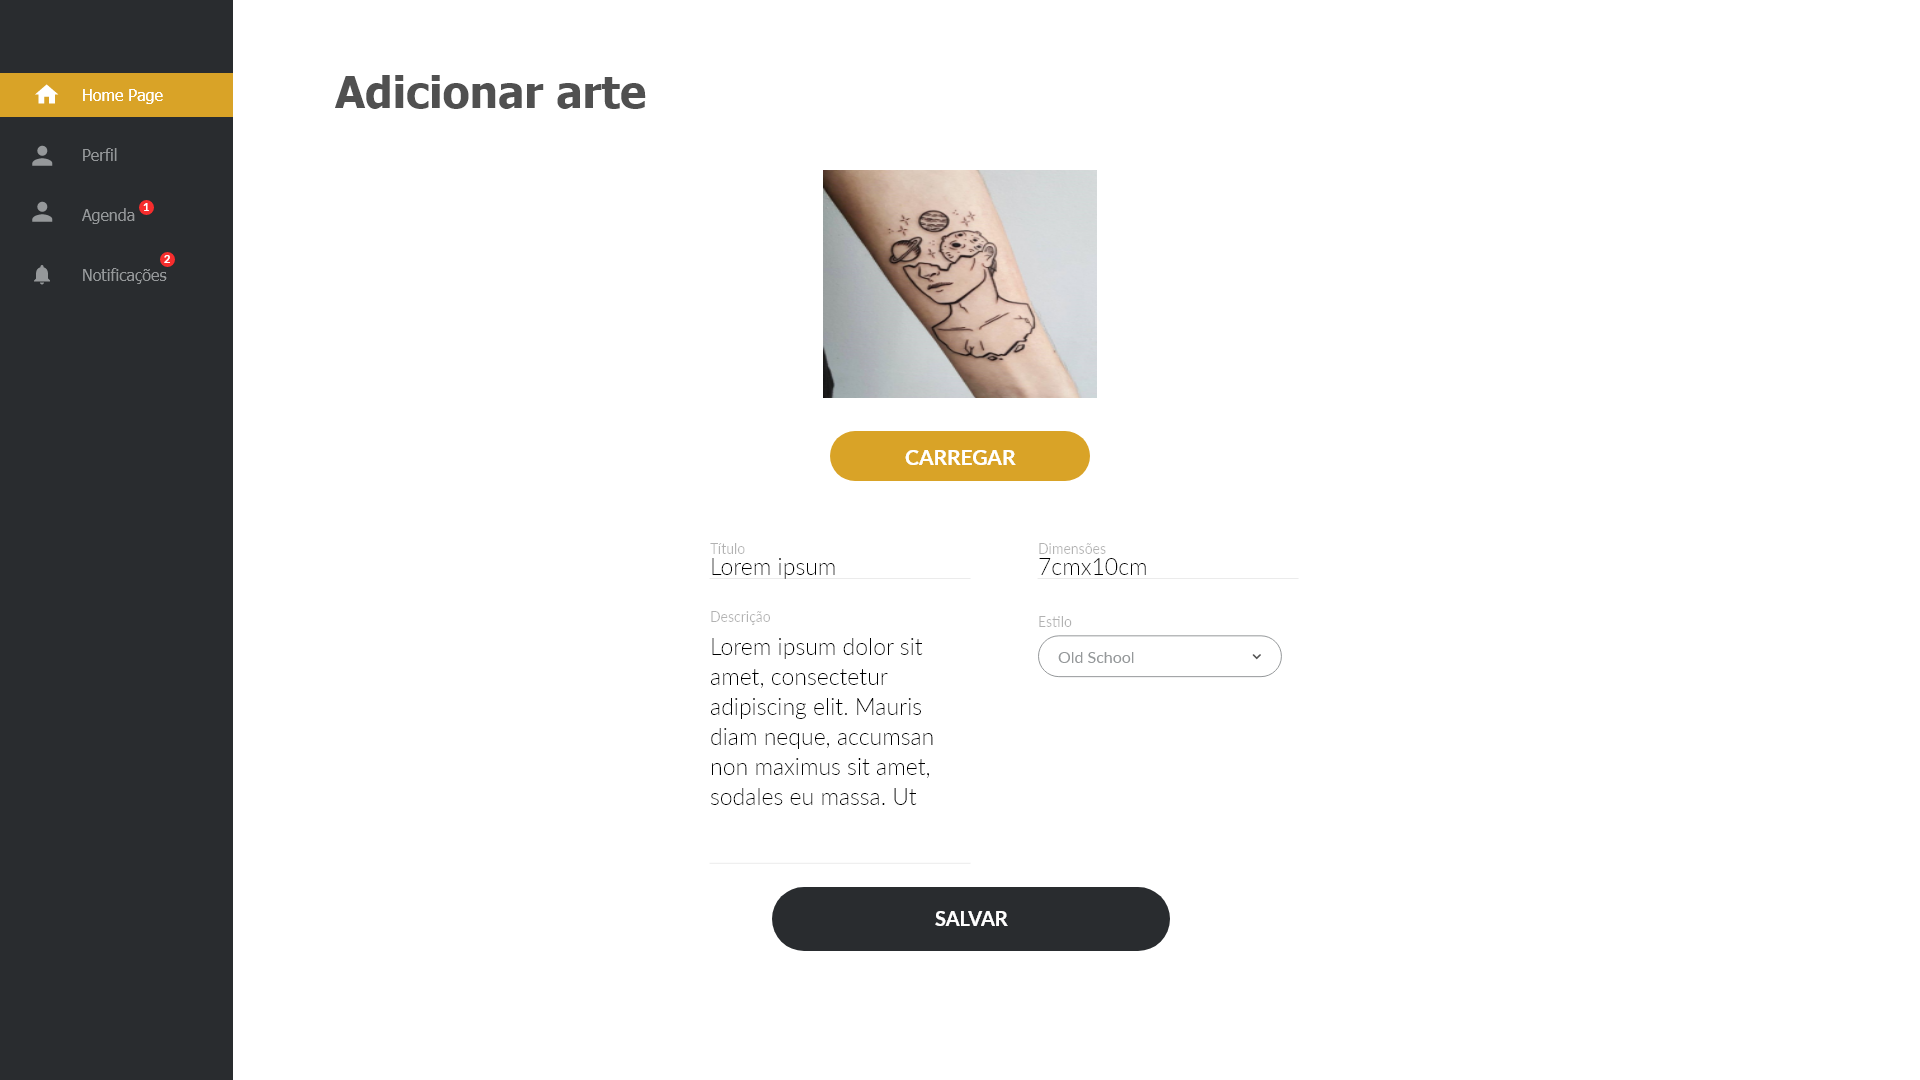 Home Page
Perfil
Agenda 1
Notificações 2
Adicionar arte
CARREGAR
Título
Lorem ipsum
Dimensões
7cmx10cm
Descrição
Lorem ipsum dolor sit
amet, consectetur
adipiscing elit. Mauris
diam neque, accumsan
non maximus sit amet,
sodales eu massa. Ut
Estilo
Old School
SALVAR